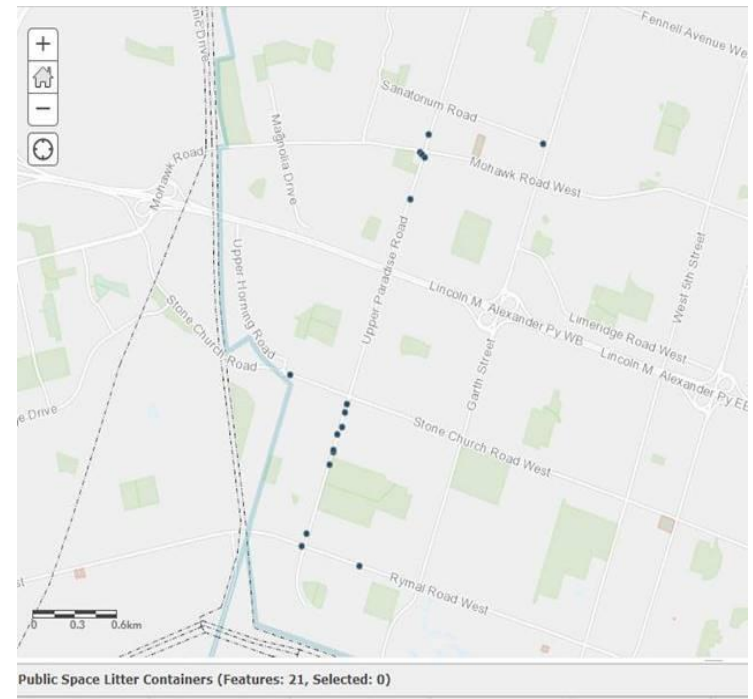 Fennell Avenue We
Sanatorium Road
Magnolia Drive
Mohawk Road
Mohawk Road West
Upper Paradise Road
West 5th Street
Upper Horning Road
Lincoln M. Alexander Py WB
Limeridge Road West
Stone Church Road
Lincoln M. Alexander Py EB
Garth Street
Stone Church Road West
Rymal Road West
0 0.3 0.6km
Public Space Litter Containers (Features: 21, Selected: 0)